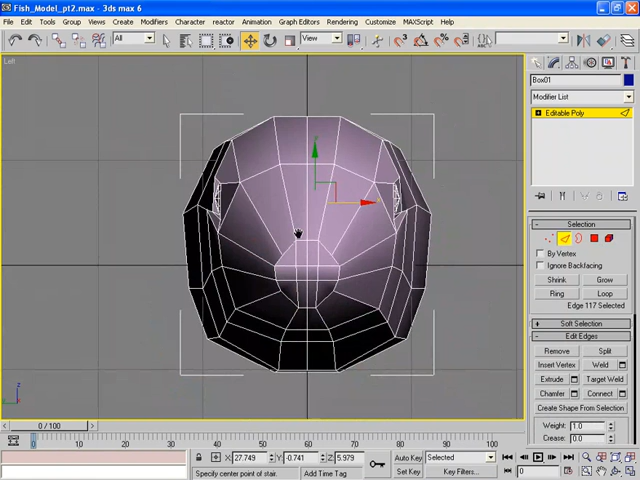 Fish_Model_pt2.max - 3ds max 6
File Edit Tools Group Views Create Modifiers Character reactor Animation Graph Editors Rendering Customize MAXScript Help
All View
Left
Box01
Modifier List
Editable Poly
Selection
By Vertex
Ignore Backfacing
Shrink Grow
Ring Loop
Edge 117 Selected
Soft Selection
Edit Edges
Remove Split
Insert Vertex Weld
Extrude Target Weld
Chamfer Connect
Create Shape From Selection
Weight: 1.0
Crease: 0.0
0 / 100
0 10 20 30 40 50 60 70 80 90 100
X: 27.749 Y: -0.741 Z: 5.979
Auto Key Selected
Specify center point of stair. Add Time Tag
Set Key Key Filters... 0